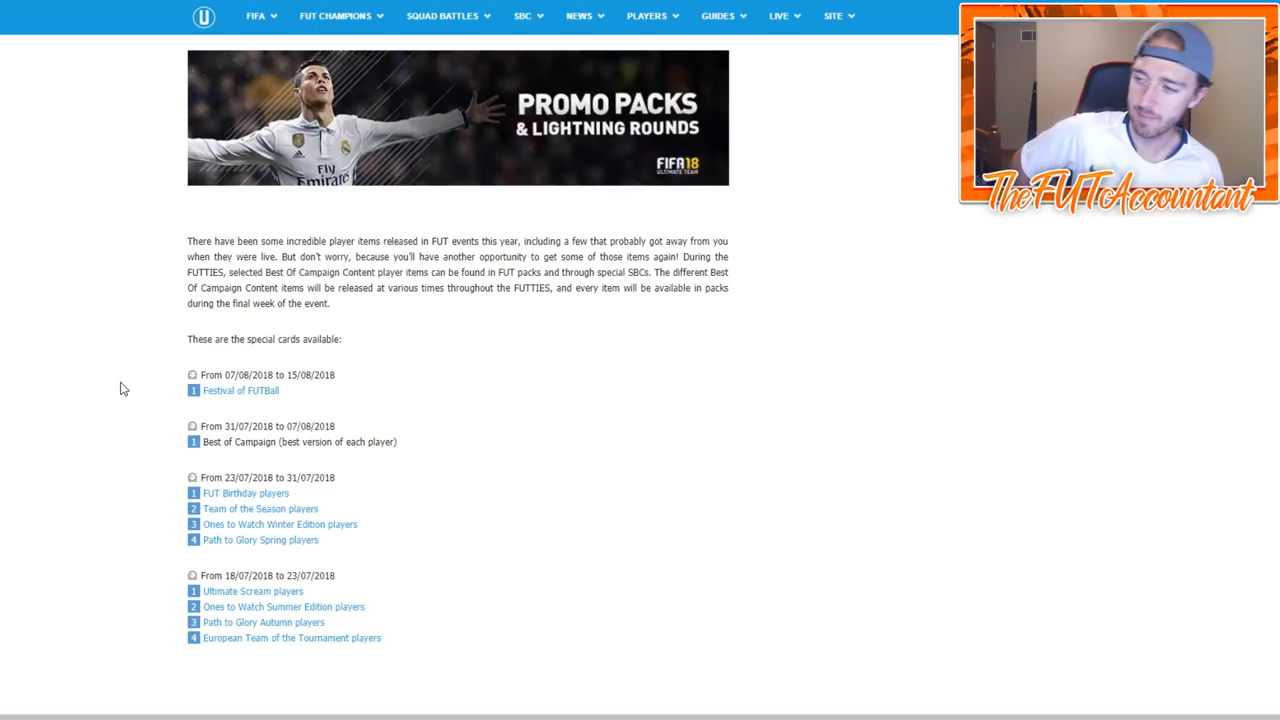 U FIFA FUT CHAMPIONS SQUAD BATTLES SBC NEWS PLAYERS GUIDES LIVE SITE
PROMO PACKS
& LIGHTNING ROUNDS
Fly
Emirates
FIFA 18
ULTIMATE TEAM
TheFUTAccountant
There have been some incredible player items released in FUT events this year, including a few that probably got away from you
when they were live. But don't worry, because you'll have another opportunity to get some of those items again! During the
FUTTIES, selected Best Of Campaign Content player items can be found in FUT packs and through special SBCs. The different Best
Of Campaign Content items will be released at various times throughout the FUTTIES, and every item will be available in packs
during the final week of the event.
These are the special cards available:
From 07/08/2018 to 15/08/2018
1 Festival of FUTBall
From 31/07/2018 to 07/08/2018
1 Best of Campaign (best version of each player)
From 23/07/2018 to 31/07/2018
1 FUT Birthday players
2 Team of the Season players
3 Ones to Watch Winter Edition players
4 Path to Glory Spring players
From 18/07/2018 to 23/07/2018
1 Ultimate Scream players
2 Ones to Watch Summer Edition players
3 Path to Glory Autumn players
4 European Team of the Tournament players